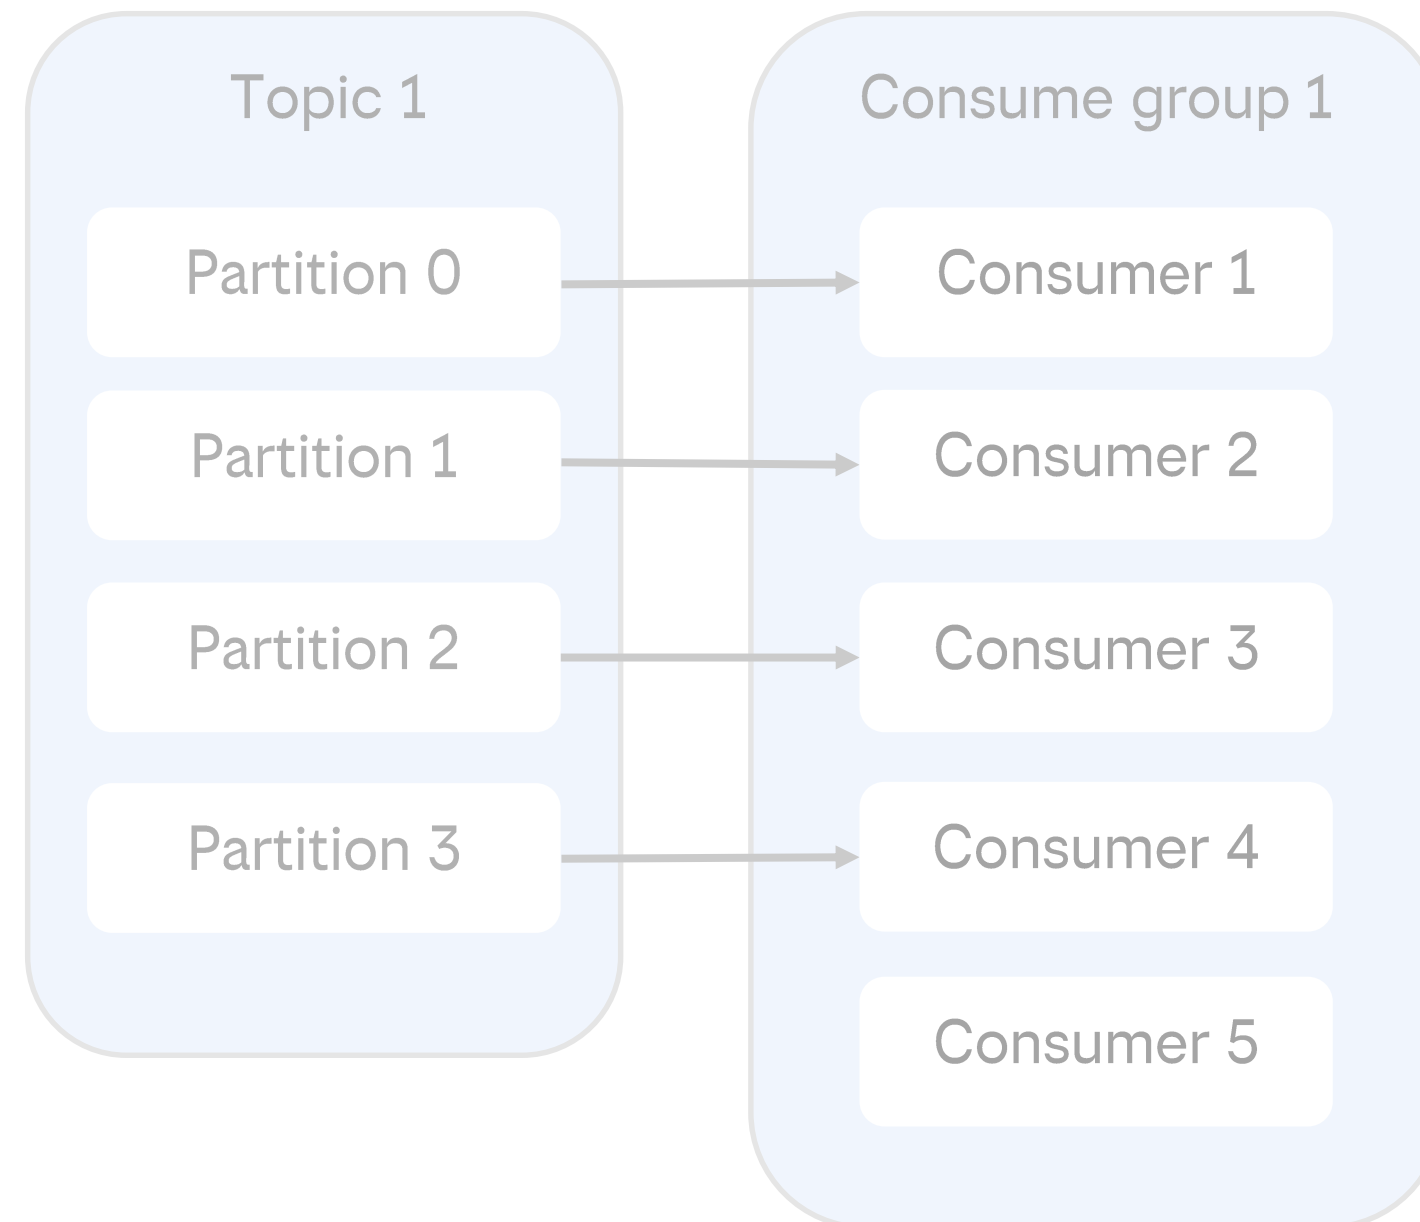 Topic 1
Partition 0
Partition 1
Partition 2
Partition 3
Consume group 1
Consumer 1
Consumer 2
Consumer 3
Consumer 4
Consumer 5